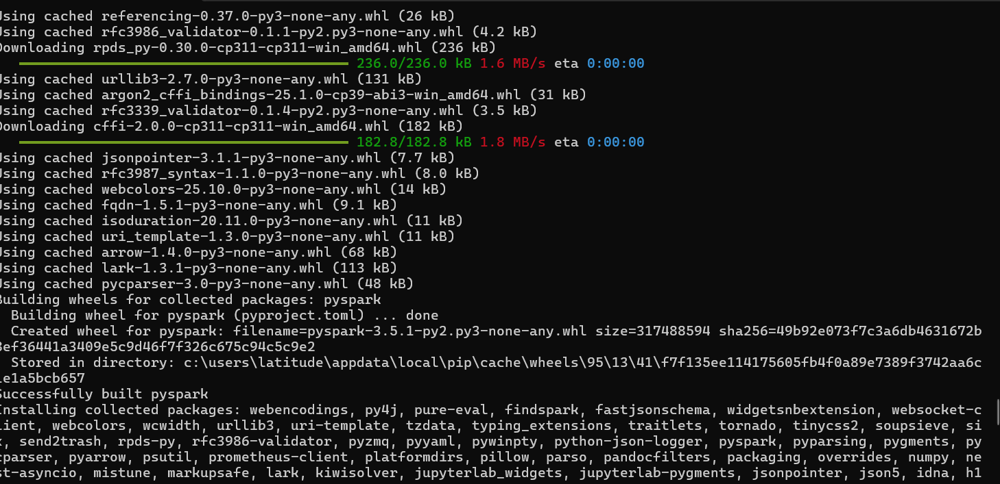 Using cached referencing-0.37.0-py3-none-any.whl (26 kB)
Using cached rfc3986_validator-0.1.1-py2.py3-none-any.whl (4.2 kB)
Downloading rpds_py-0.30.0-cp311-cp311-win_amd64.whl (236 kB)
236.0/236.0 kB 1.6 MB/s eta 0:00:00
Using cached urllib3-2.7.0-py3-none-any.whl (131 kB)
Using cached argon2_cffi_bindings-25.1.0-cp39-abi3-win_amd64.whl (31 kB)
Using cached rfc3339_validator-0.1.4-py2.py3-none-any.whl (3.5 kB)
Downloading cffi-2.0.0-cp311-cp311-win_amd64.whl (182 kB)
182.8/182.8 kB 1.8 MB/s eta 0:00:00
Using cached jsonpointer-3.1.1-py3-none-any.whl (7.7 kB)
Using cached rfc3987_syntax-1.1.0-py3-none-any.whl (8.0 kB)
Using cached webcolors-25.10.0-py3-none-any.whl (14 kB)
Using cached fqdn-1.5.1-py3-none-any.whl (9.1 kB)
Using cached isoduration-20.11.0-py3-none-any.whl (11 kB)
Using cached uri_template-1.3.0-py3-none-any.whl (11 kB)
Using cached arrow-1.4.0-py3-none-any.whl (68 kB)
Using cached lark-1.3.1-py3-none-any.whl (113 kB)
Using cached pycparser-3.0-py3-none-any.whl (48 kB)
Building wheels for collected packages: pyspark
Building wheel for pyspark (pyproject.toml) ... done
Created wheel for pyspark: filename=pyspark-3.5.1-py2.py3-none-any.whl size=317488594 sha256=49b92e073f7c3a6db4631672b
3ef36441a3409e5c9d46f7f326c675c94c5c9e2
Stored in directory: c:\users\latitude\appdata\local\pip\cache\wheels\95\13\41\f7f135ee114175605fb4f0a89e7389f3742aa6c
1e1a5bcb657
Successfully built pyspark
Installing collected packages: webencodings, py4j, pure-eval, findspark, fastjsonschema, widgetsnbextension, websocket-c
lient, webcolors, wcwidth, urllib3, uri-template, tzdata, typing_extensions, traitlets, tornado, tinycss2, soupsieve, si
x, send2trash, rpds-py, rfc3986-validator, pyzmq, pyyaml, pywinpty, python-json-logger, pyspark, pyparsing, pygments, py
cparser, pyarrow, psutil, prometheus-client, platformdirs, pillow, parso, pandocfilters, packaging, overrides, numpy, ne
st-asyncio, mistune, markupsafe, lark, kiwisolver, jupyterlab_widgets, jupyterlab-pygments, jsonpointer, json5, idna, h1